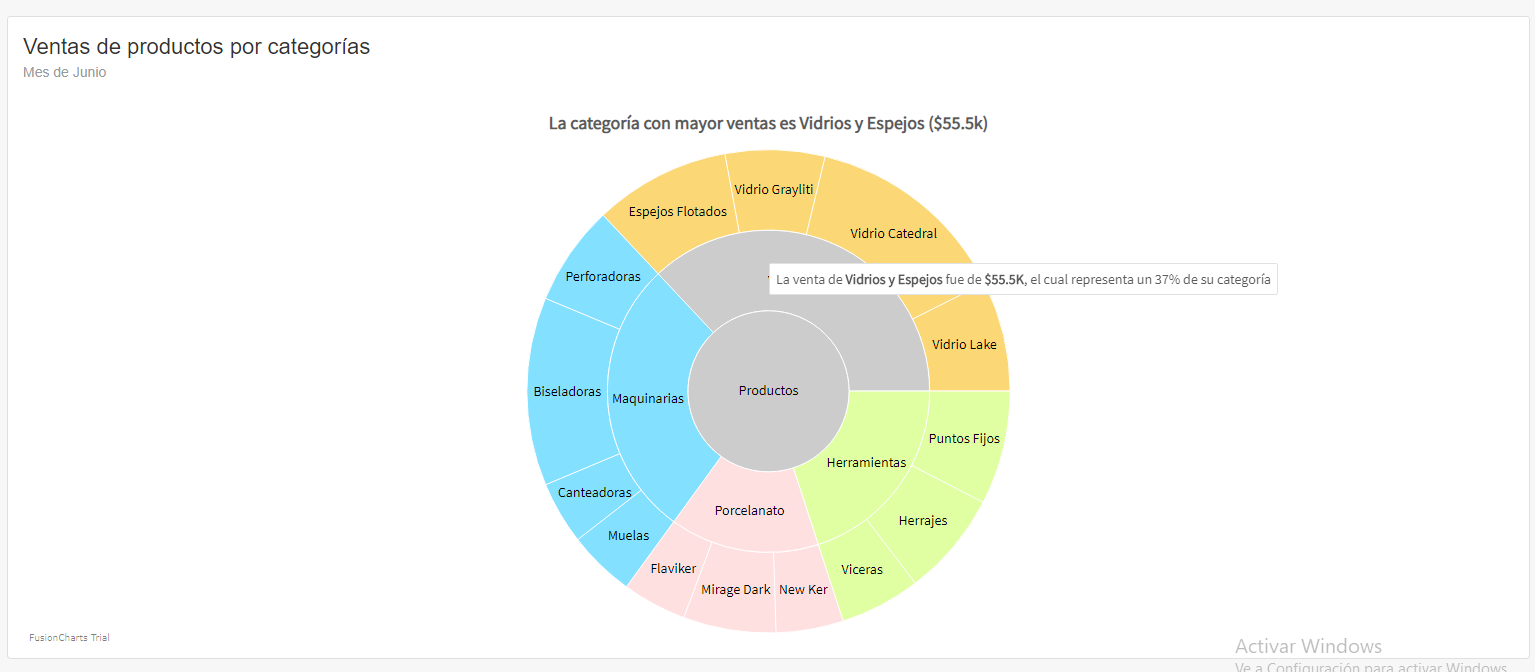 Ventas de productos por categorías
Mes de Junio
La categoría con mayor ventas es Vidrios y Espejos ($55.5k)
Vidrio Grayliti
Espejos Flotados
Vidrio Catedral
Perforadoras
La venta de Vidrios y Espejos fue de $55.5K, el cual representa un 37% de su categoría
Vidrio Lake
Biseladoras
Maquinarias
Productos
Puntos Fijos
Herramientas
Canteadoras
Porcelanato
Herrajes
Muelas
Flaviker
Viceras
Mirage Dark
New Ker
FusionCharts Trial
Activar Windows
Ve a Configuración para activar Windows.